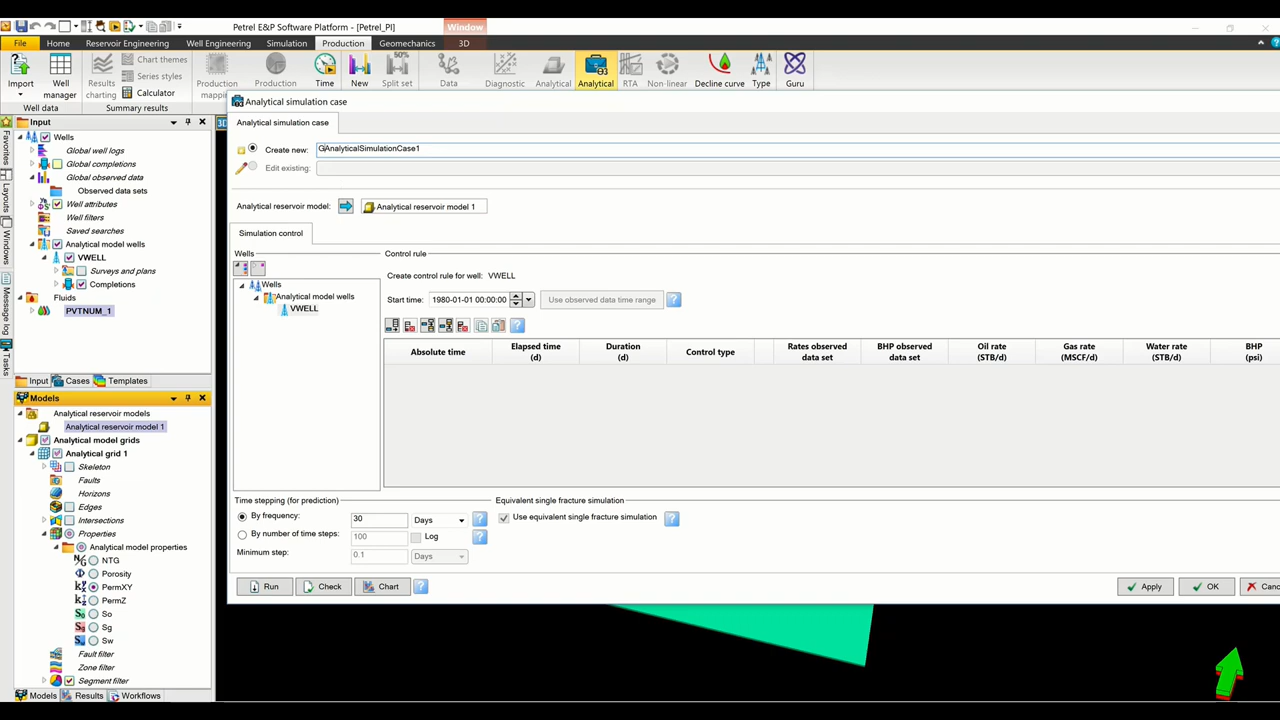 Petrel E&P Software Platform - [Petrel_PI]
Window
File Home Reservoir Engineering Well Engineering Simulation Production Geomechanics 3D
Import Well manager Results charting Chart themes Series styles Calculator Production Production Time New Split set Data Diagnostic Analytical Analytical RTA Non-linear Decline curve Type Guru
Well data Summary results
Analytical simulation case
Input
Analytical simulation case
Wells
Create new: GAnalyticalSimulationCase1
Global well logs
Global completions
Edit existing:
Global observed data
Observed data sets
Well attributes
Analytical reservoir model: Analytical reservoir model 1
Well filters
Saved searches
Simulation control
Analytical model wells
Wells Control rule
VWELL
Surveys and plans
Create control rule for well: VWELL
Completions
Wells
Fluids
Analytical model wells
Start time: 1980-01-01 00:00:00 Use observed data time range
PVTNUM_1
VWELL
Absolute time Elapsed time (d) Duration (d) Control type Rates observed data set BHP observed data set Oil rate (STB/d) Gas rate (MSCF/d) Water rate (STB/d) BHP (psi)
Input Cases Templates
Models
Analytical reservoir models
Analytical reservoir model 1
Analytical model grids
Analytical grid 1
Skeleton
Faults
Horizons
Edges
Intersections
Properties
Analytical model properties
NTG
Porosity
PermXY
PermZ
So
Sg
Sw
Fault filter
Zone filter
Segment filter
Models Results Workflows
Time stepping (for prediction) Equivalent single fracture simulation
By frequency: 30 Days Use equivalent single fracture simulation
By number of time steps: 100 Log
Minimum step: 0.1 Days
Run Check Chart Apply OK Canc
Favorites
Layouts
Windows
Message log
Tasks